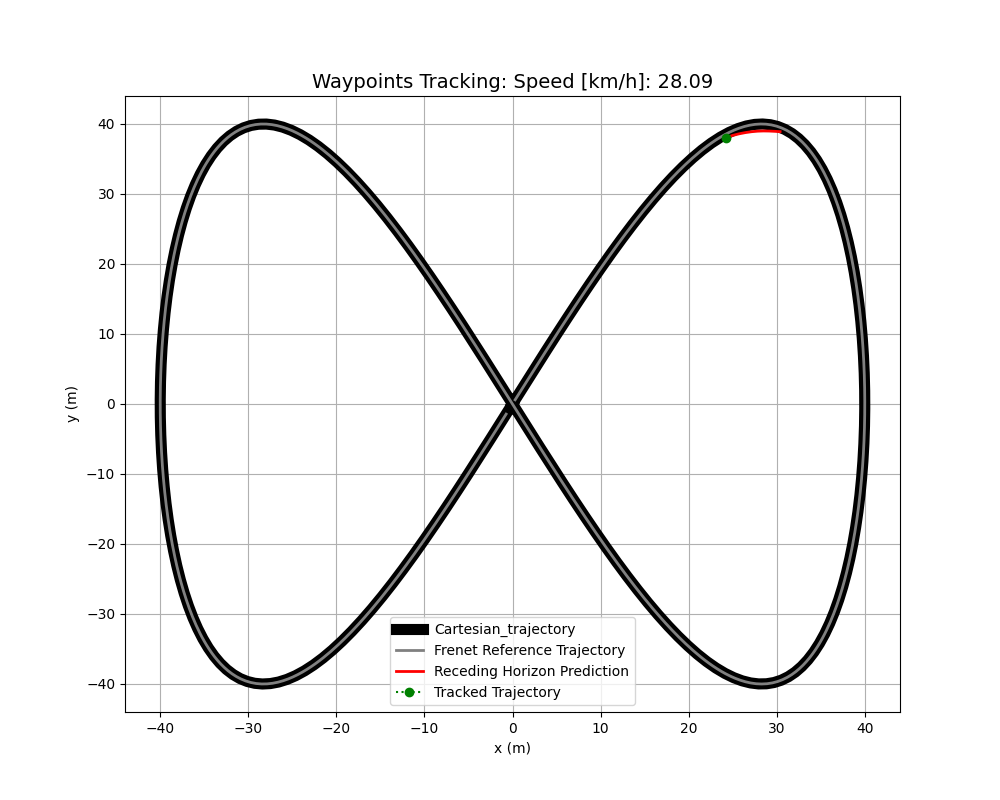 Waypoints Tracking: Speed [km/h]: 28.09
40
30
20
10
0
−10
−20
−30
−40
y (m)
Cartesian_trajectory
Frenet Reference Trajectory
Receding Horizon Prediction
Tracked Trajectory
−40 −30 −20 −10 0 10 20 30 40
x (m)